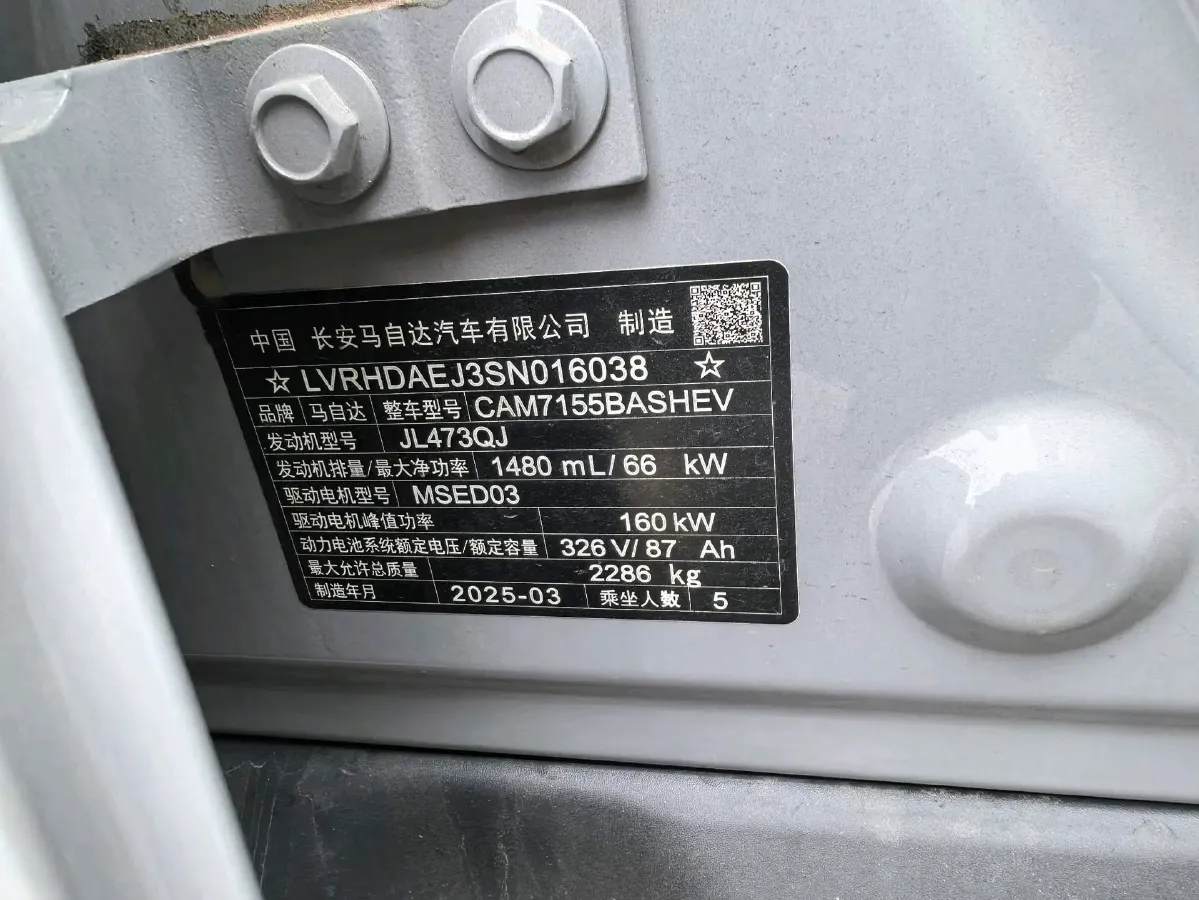 中国 长安马自达汽车有限公司 制造
☆ LVRHDAEJ3SN016038 ☆
品牌 马自达 整车型号 CAM7155BASHEV
发动机型号 JL473QJ
发动机排量/最大净功率 1480 mL/ 66 kW
驱动电机型号 MSED03
驱动电机峰值功率 160 kW
动力电池系统额定电压/额定容量 326 V/ 87 Ah
最大允许总质量 2286 kg
制造年月 2025-03 乘坐人数 5